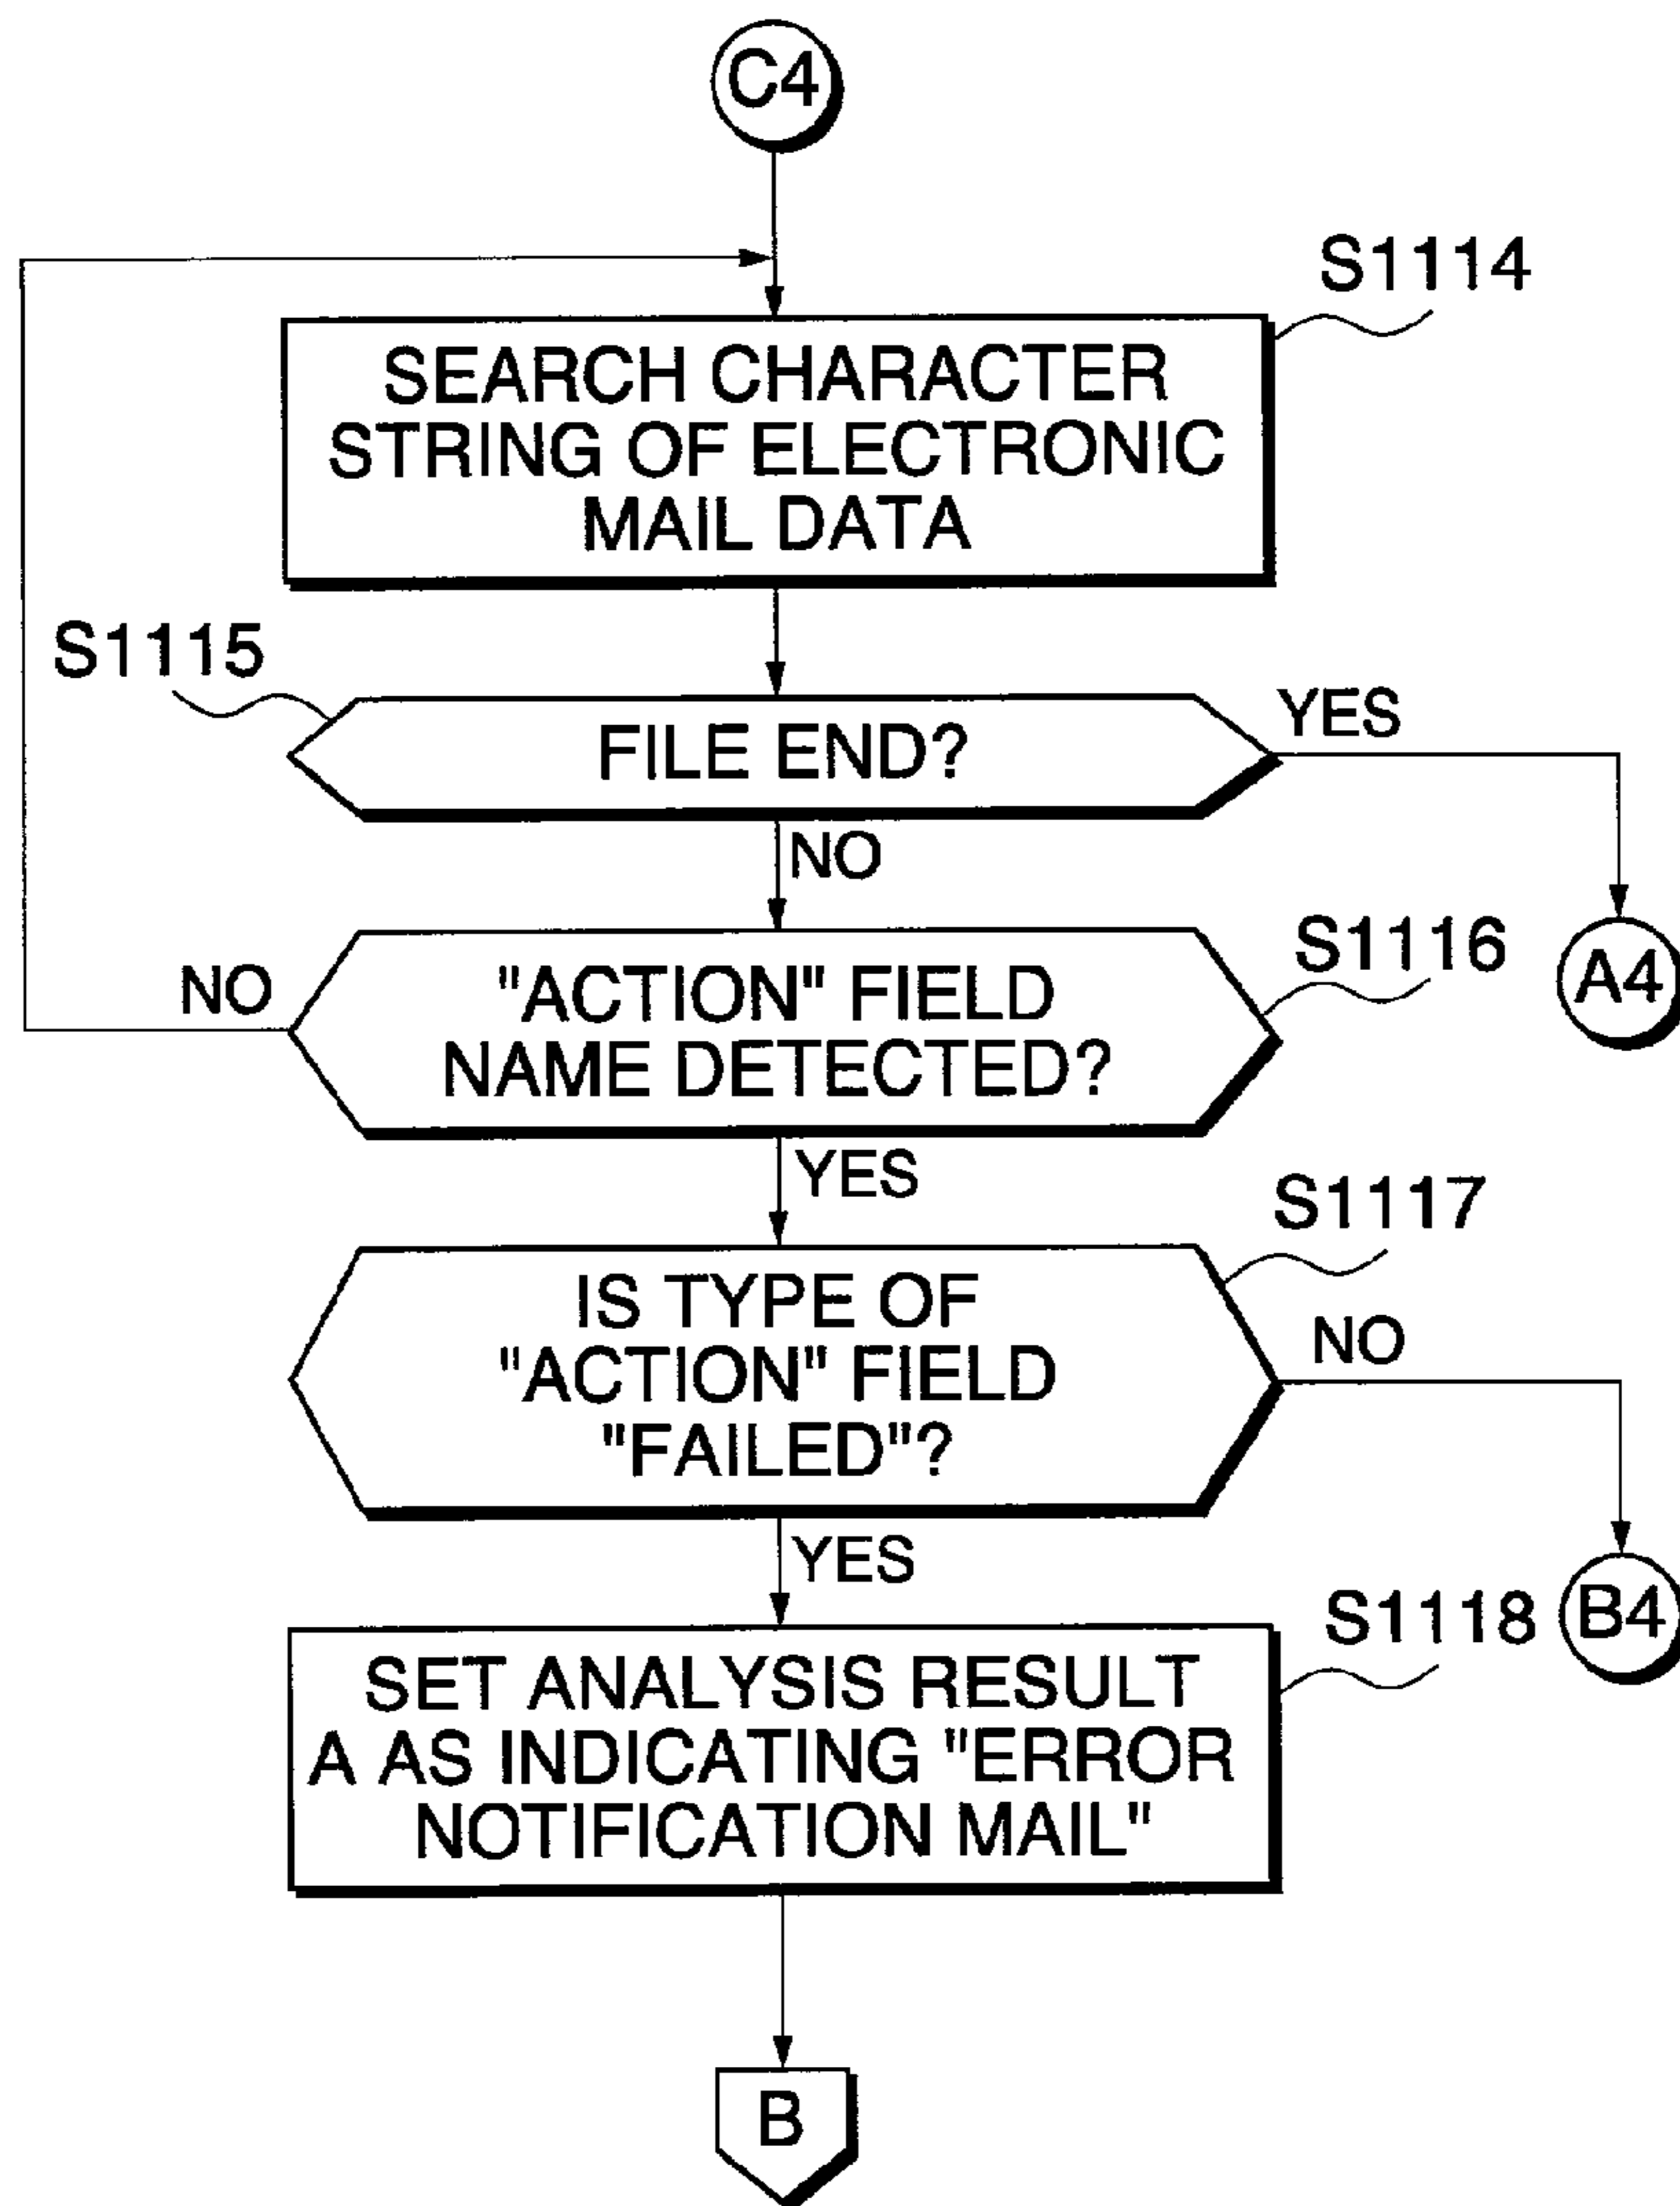 C4
S1114
SEARCH CHARACTER
STRING OF ELECTRONIC
MAIL DATA
S1115
FILE END?
YES
NO
A4
S1116
NO
"ACTION" FIELD
NAME DETECTED?
YES
S1117
IS TYPE OF
"ACTION" FIELD
"FAILED"?
NO
YES
B4
S1118
SET ANALYSIS RESULT
A AS INDICATING "ERROR
NOTIFICATION MAIL"
B